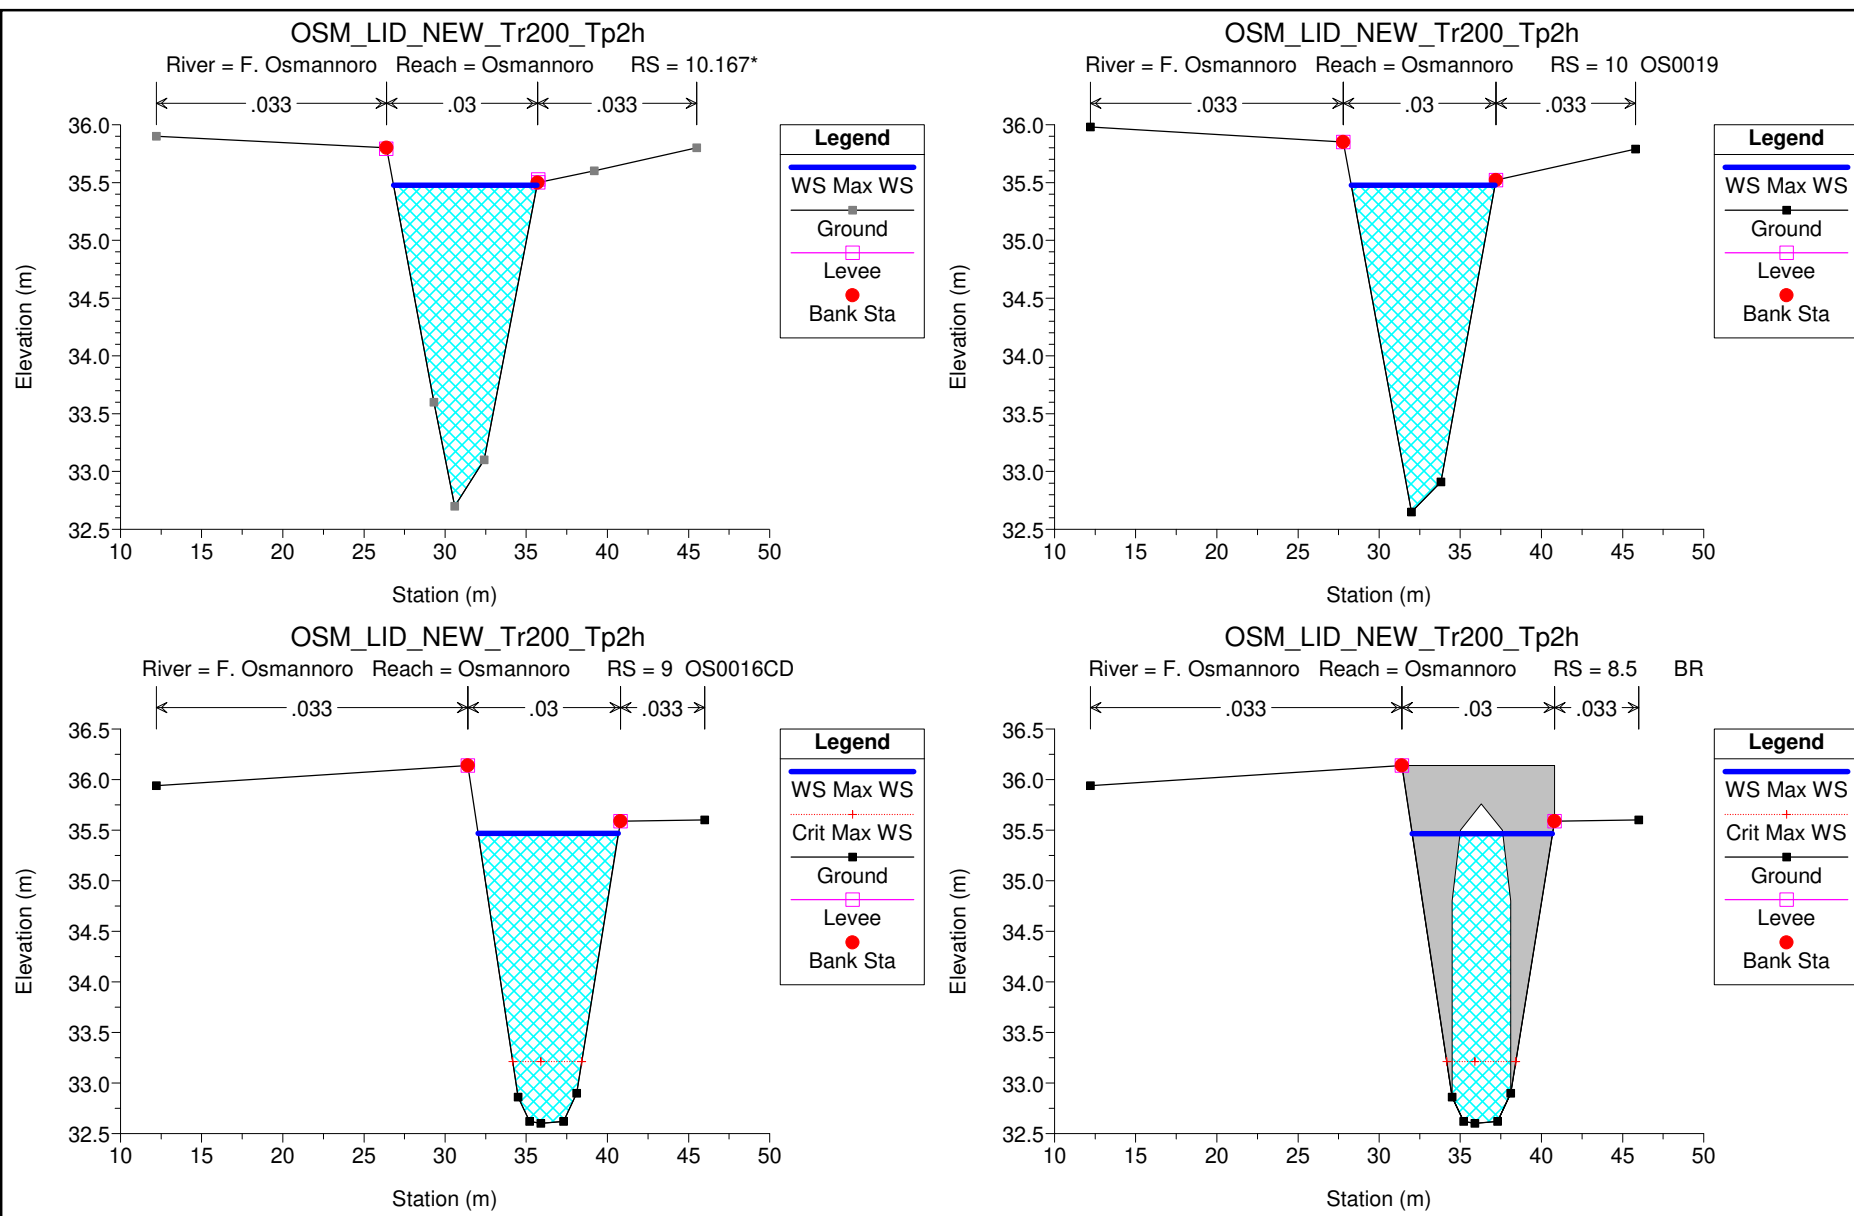 OSM_LID_NEW_Tr200_Tp2h
River = F. Osmannoro Reach = Osmannoro RS = 10.167*
.033 .03 .033
36.0
35.5
35.0
34.5
34.0
33.5
33.0
32.5
Elevation (m)
10 15 20 25 30 35 40 45 50
Station (m)
Legend
WS Max WS
Ground
Levee
Bank Sta
OSM_LID_NEW_Tr200_Tp2h
River = F. Osmannoro Reach = Osmannoro RS = 10 OS0019
.033 .03 .033
36.0
35.5
35.0
34.5
34.0
33.5
33.0
32.5
Elevation (m)
10 15 20 25 30 35 40 45 50
Station (m)
Legend
WS Max WS
Ground
Levee
Bank Sta
OSM_LID_NEW_Tr200_Tp2h
River = F. Osmannoro Reach = Osmannoro RS = 9 OS0016CD
.033 .03 .033
36.5
36.0
35.5
35.0
34.5
34.0
33.5
33.0
32.5
Elevation (m)
10 15 20 25 30 35 40 45 50
Station (m)
Legend
WS Max WS
Crit Max WS
Ground
Levee
Bank Sta
OSM_LID_NEW_Tr200_Tp2h
River = F. Osmannoro Reach = Osmannoro RS = 8.5 BR
.033 .03 .033
36.5
36.0
35.5
35.0
34.5
34.0
33.5
33.0
32.5
Elevation (m)
10 15 20 25 30 35 40 45 50
Station (m)
Legend
WS Max WS
Crit Max WS
Ground
Levee
Bank Sta